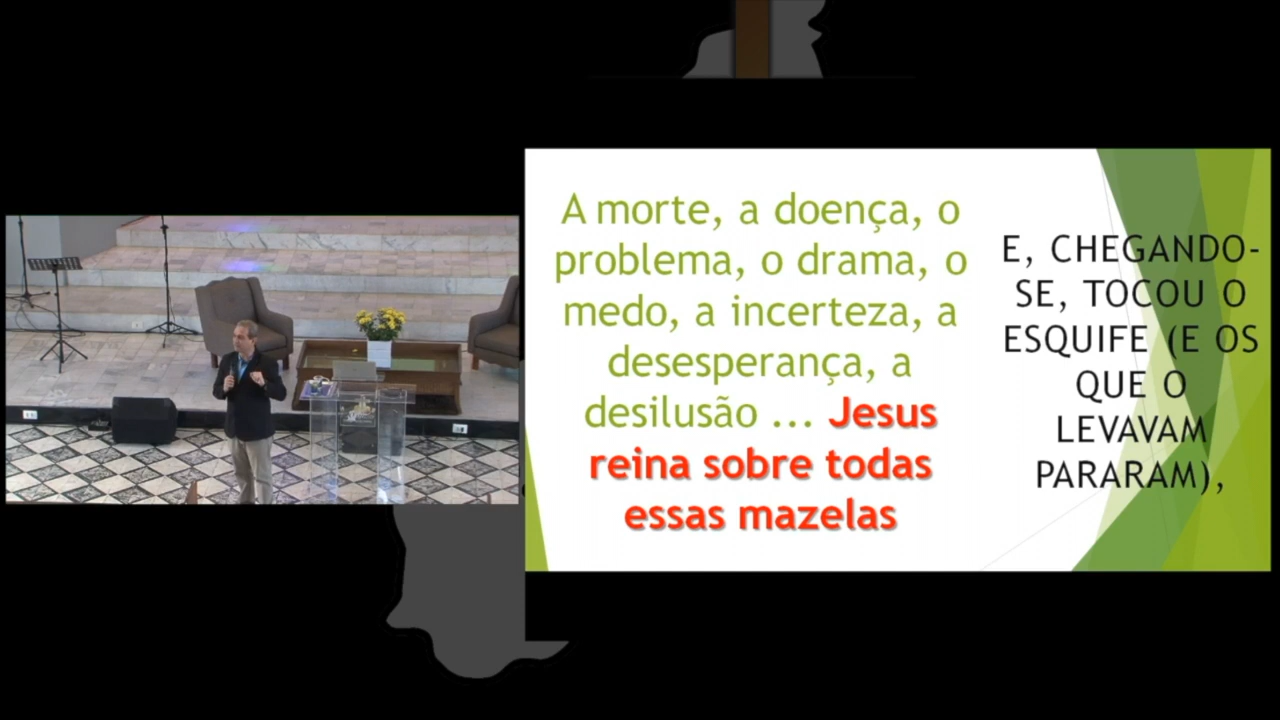 A morte, a doença, o
problema, o drama, o
medo, a incerteza, a
desesperança, a
desilusão ... Jesus
reina sobre todas
essas mazelas
E, CHEGANDO-
SE, TOCOU O
ESQUIFE (E OS
QUE O
LEVAVAM
PARARAM),